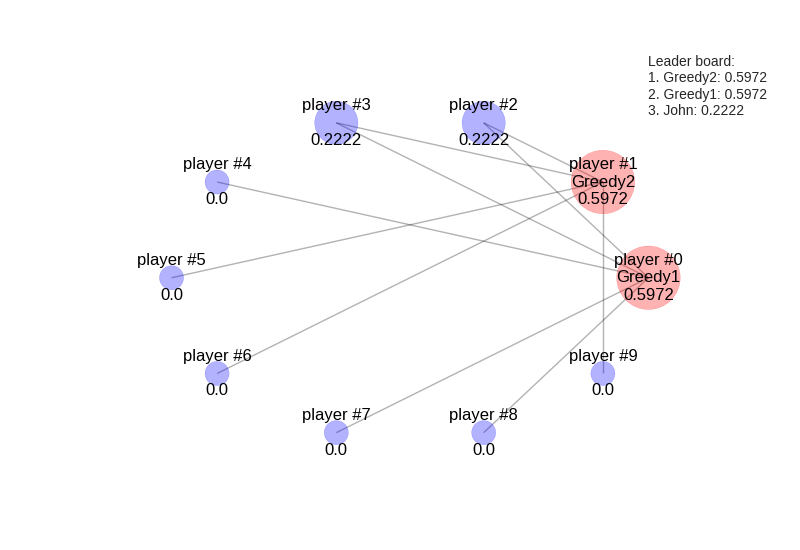 Leader board:
1. Greedy2: 0.5972
2. Greedy1: 0.5972
3. John: 0.2222
player #3
0.2222
player #2
0.2222
player #4
0.0
player #1
Greedy2
0.5972
player #5
0.0
player #0
Greedy1
0.5972
player #6
0.0
player #9
0.0
player #7
0.0
player #8
0.0